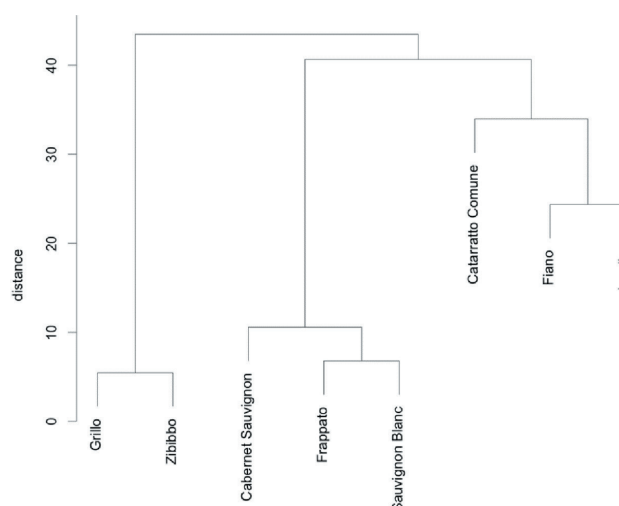 40
30
20
10
0
distance
Grillo
Zibibbo
Cabernet Sauvignon
Frappato
Sauvignon Blanc
Catarratto Comune
Fiano